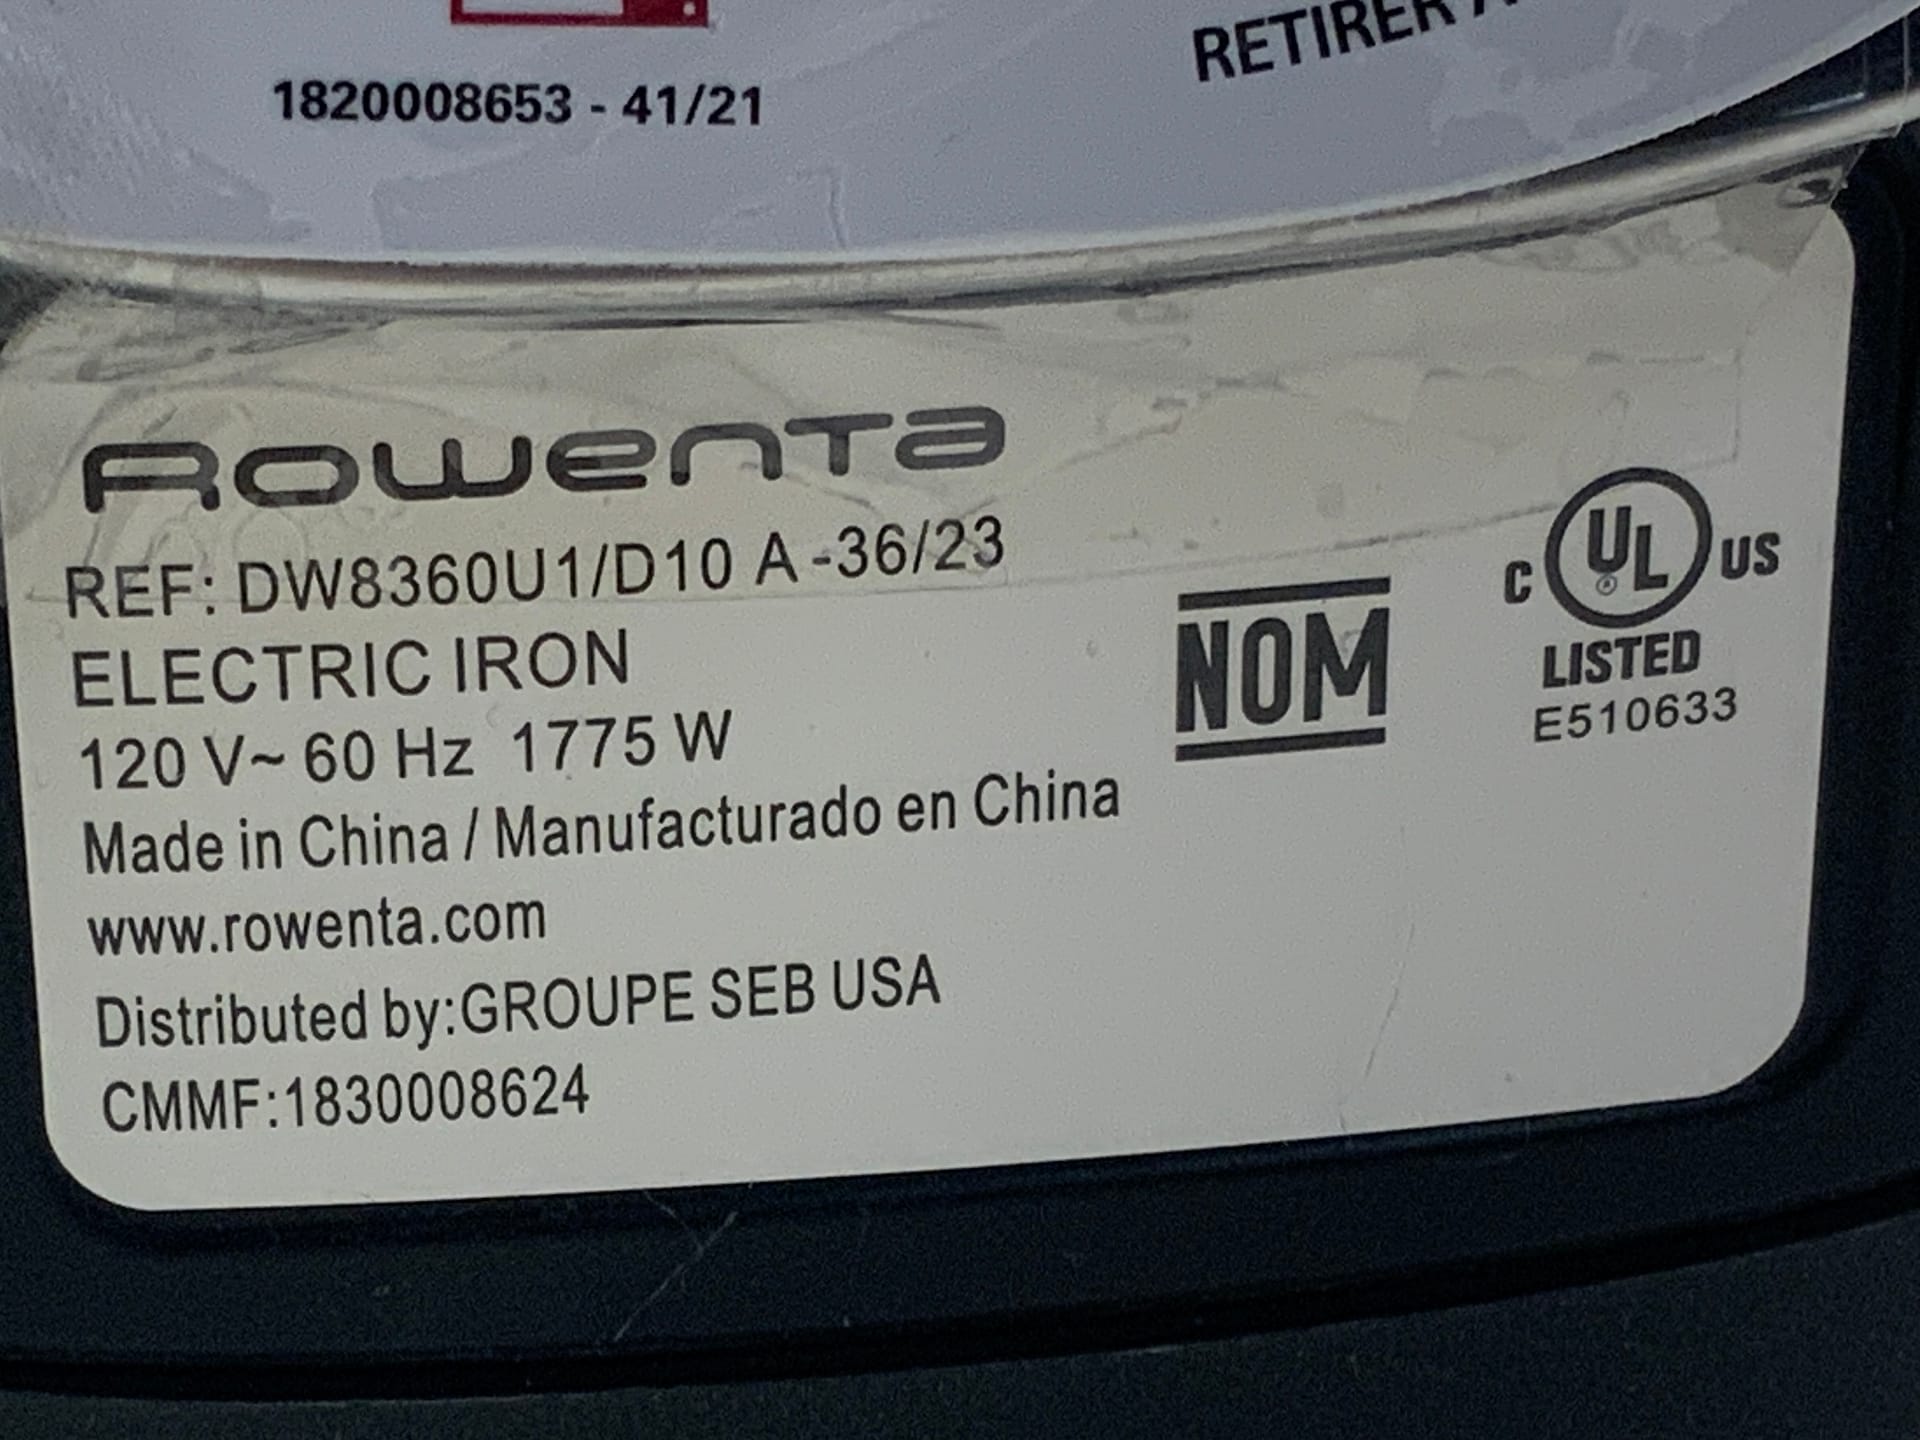 1820008653 - 41/21
RETIRER
Rowenta
REF: DW8360U1/D10 A -36/23
ELECTRIC IRON
120 V~ 60 Hz 1775 W
Made in China / Manufacturado en China
www.rowenta.com
Distributed by:GROUPE SEB USA
CMMF:1830008624
NOM
C UL ® US
LISTED
E510633